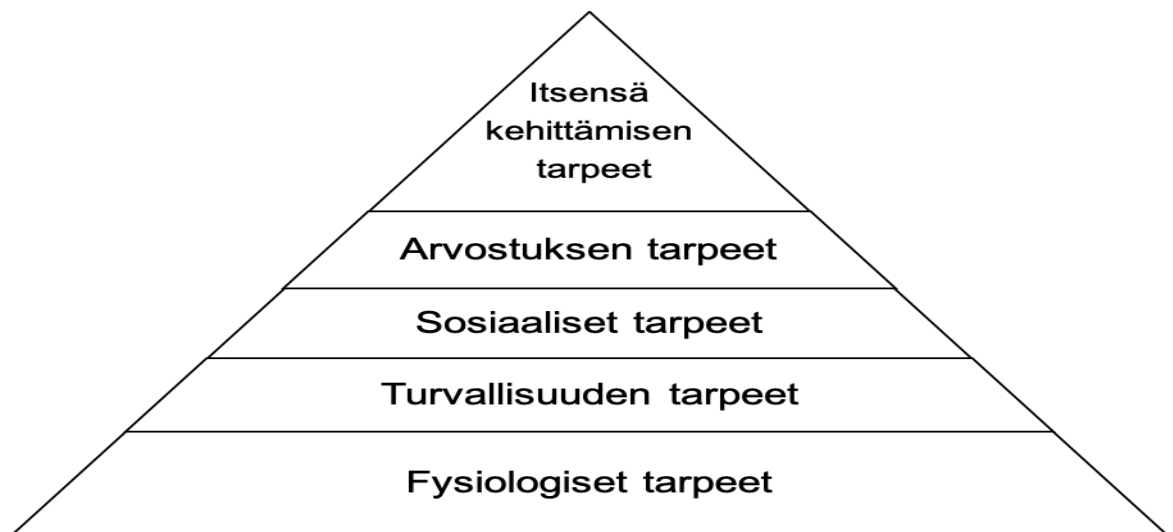 Itsensä
kehittämisen
tarpeet
Arvostuksen tarpeet
Sosiaaliset tarpeet
Turvallisuuden tarpeet
Fysiologiset tarpeet